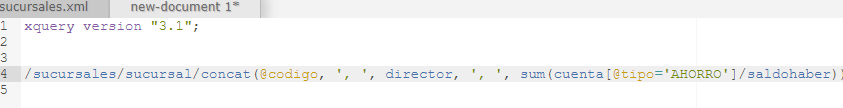 sucursales.xml new-document 1*
1 xquery version "3.1";
2
3
4 /sucursales/sucursal/concat(@codigo, ', ', director, ', ', sum(cuenta[@tipo='AHORRO']/saldohaber))
5